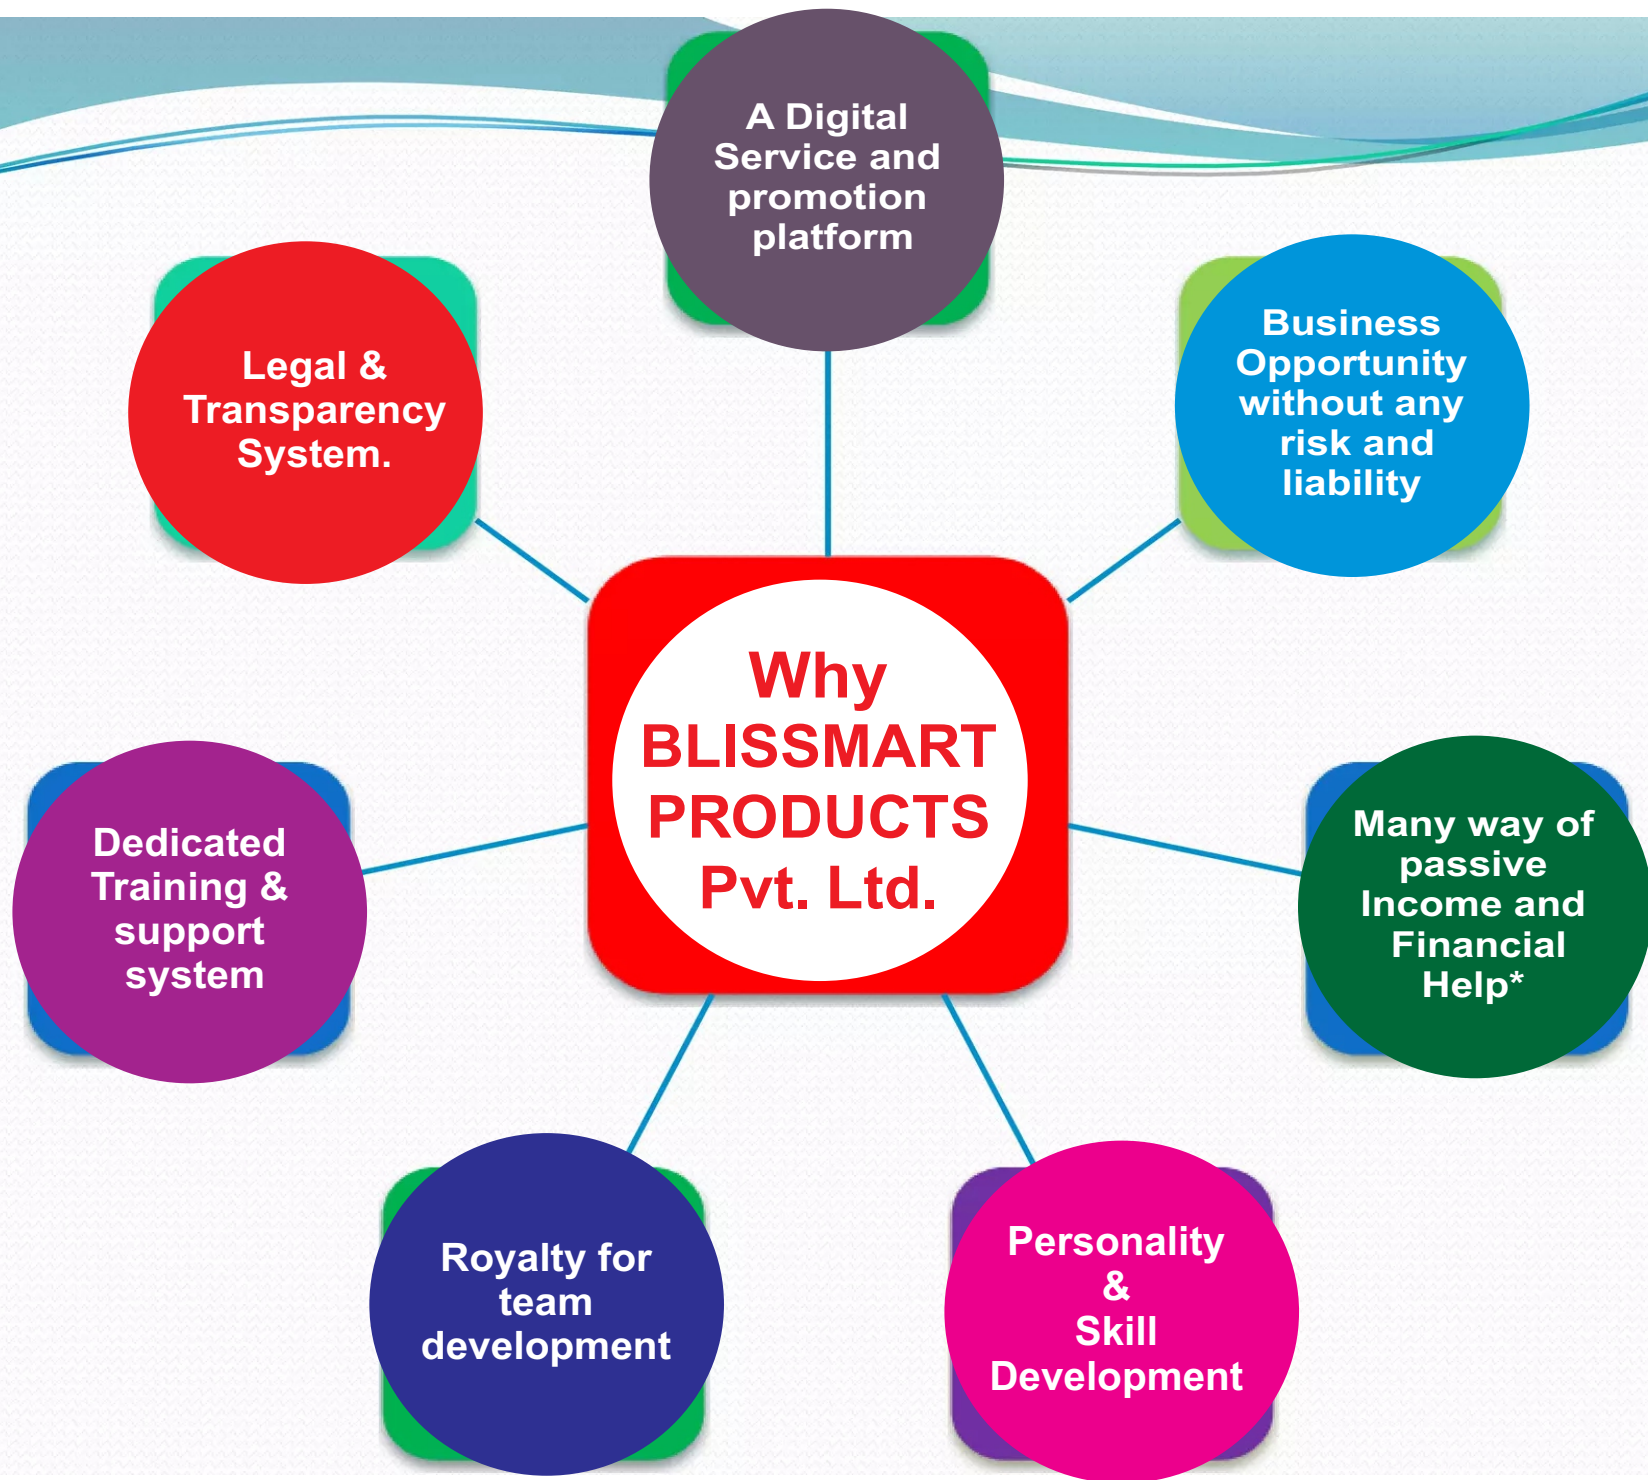 A Digital
Service and
promotion
platform
Legal &
Transparency
System.
Business
Opportunity
without any
risk and
liability
Why
BLISSMART
PRODUCTS
Pvt. Ltd.
Dedicated
Training &
support
system
Many way of
passive
Income and
Financial
Help*
Royalty for
team
development
Personality
&
Skill
Development